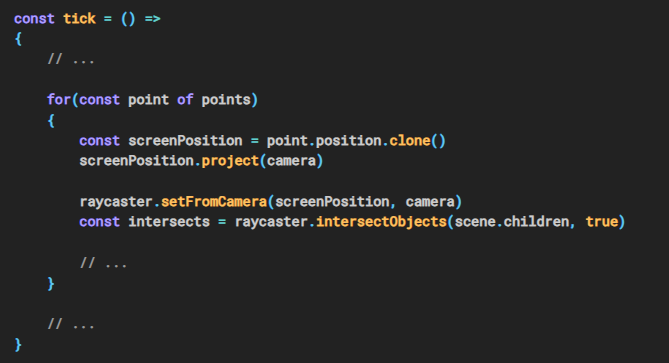 const tick = () =>
{
    // ...

    for(const point of points)
    {
        const screenPosition = point.position.clone()
        screenPosition.project(camera)

        raycaster.setFromCamera(screenPosition, camera)
        const intersects = raycaster.intersectObjects(scene.children, true)

        // ...
    }

    // ...
}